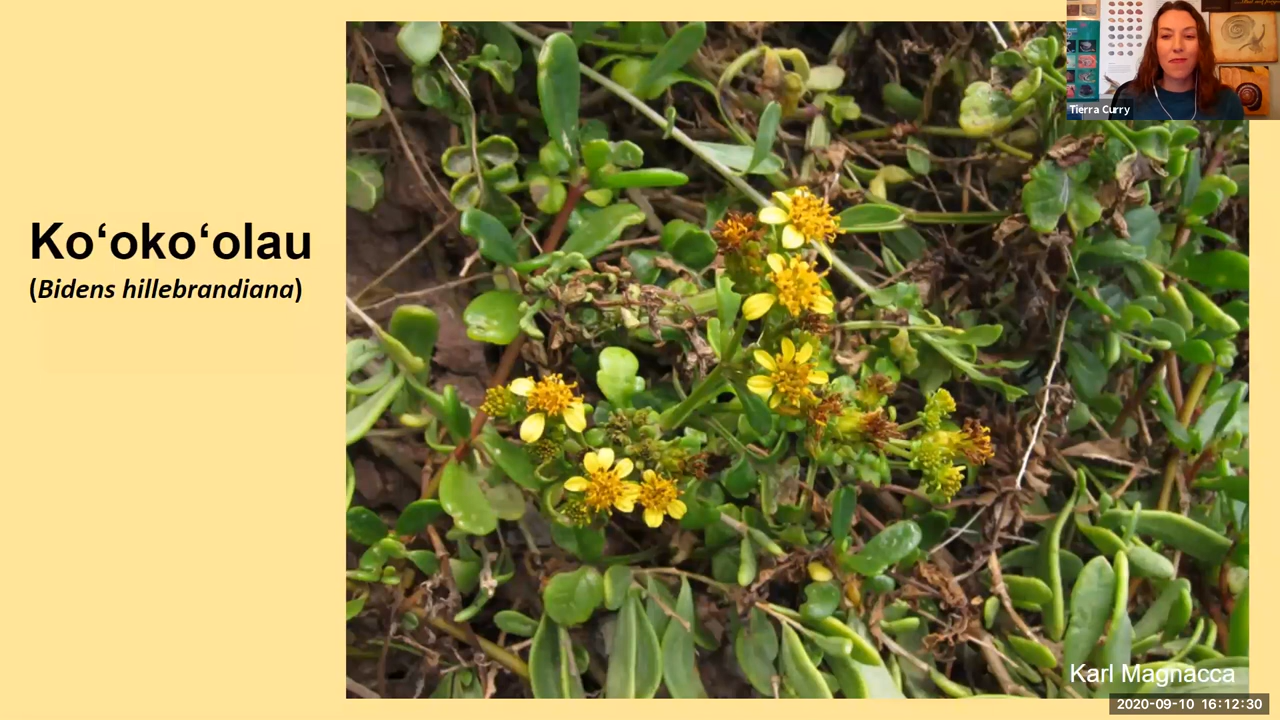 Koʻokoʻolau
(Bidens hillebrandiana)
Tierra Curry
Karl Magnacca
2020-09-10 16:12:30